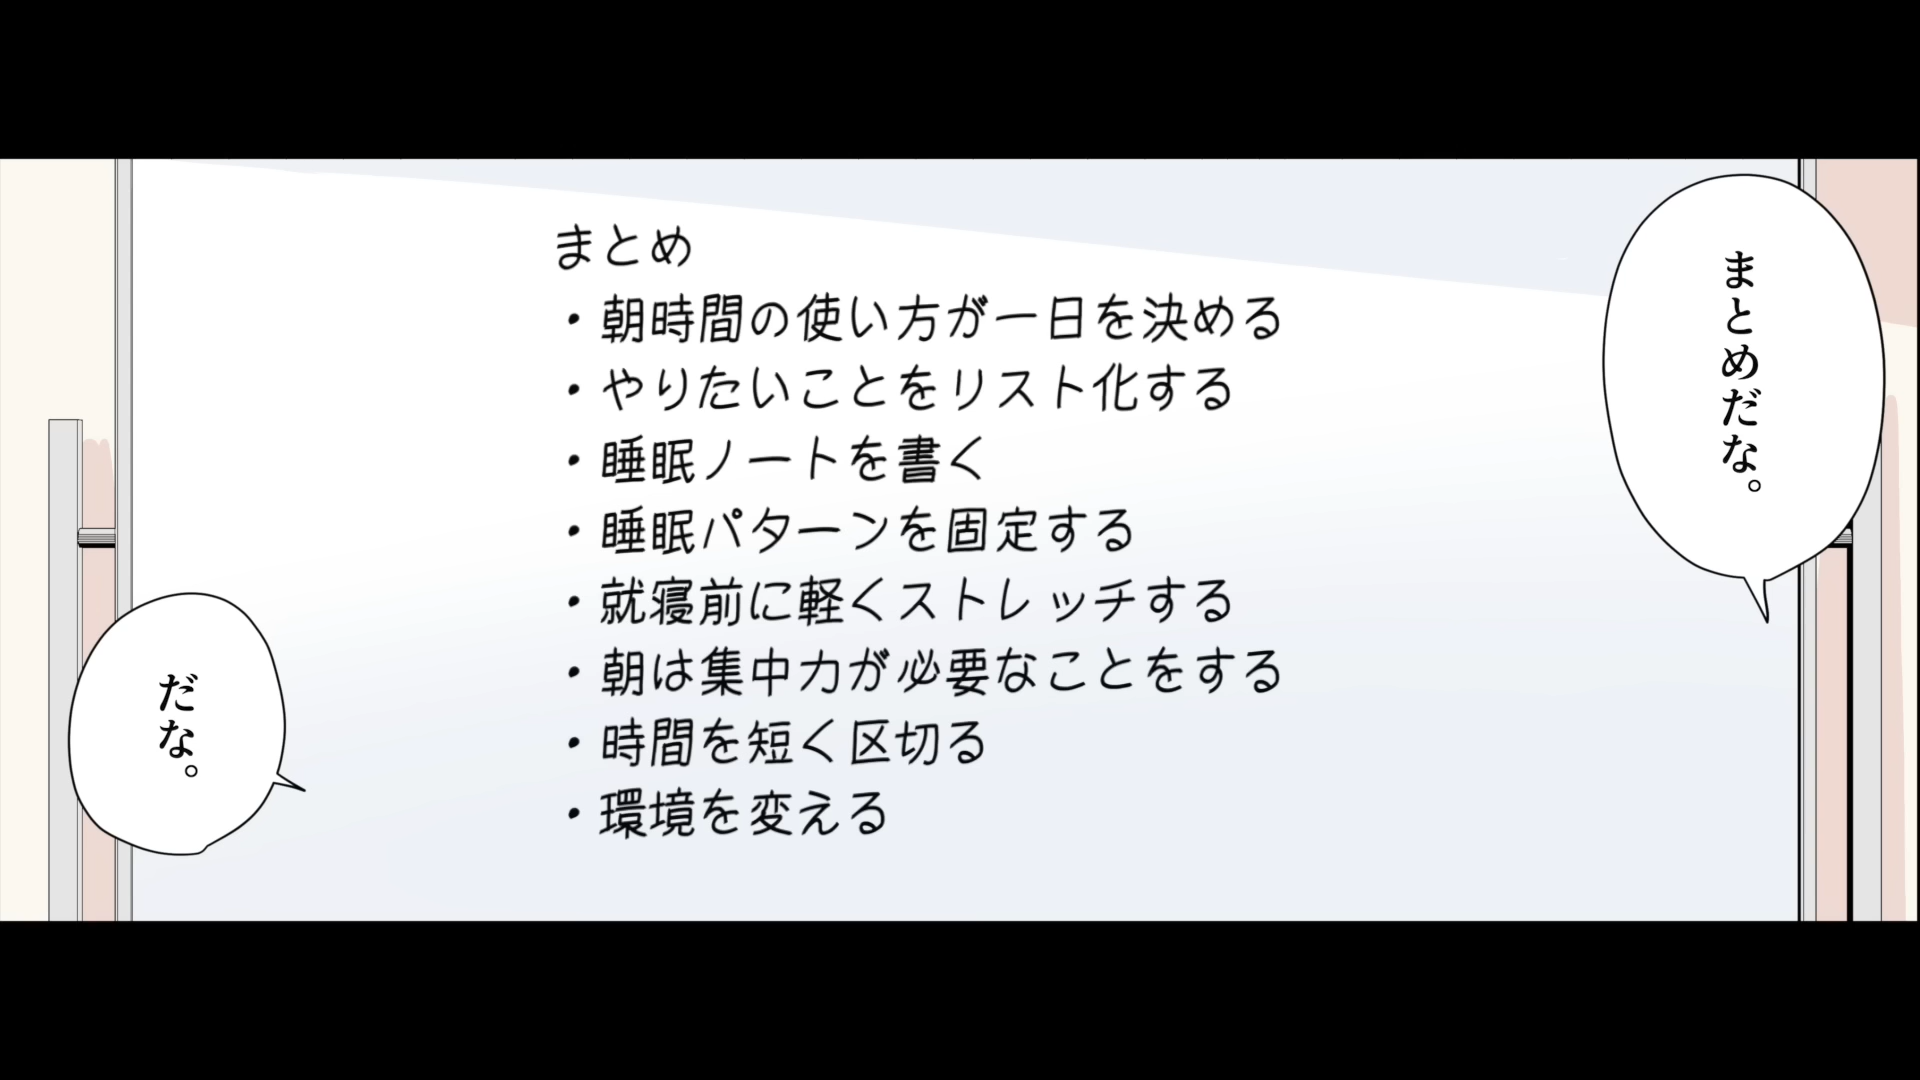 まとめだな。
まとめ
・朝時間の使い方が一日を決める
・やりたいことをリスト化する
・睡眠ノートを書く
・睡眠パターンを固定する
・就寝前に軽くストレッチする
・朝は集中力が必要なことをする
・時間を短く区切る
・環境を変える
だな。